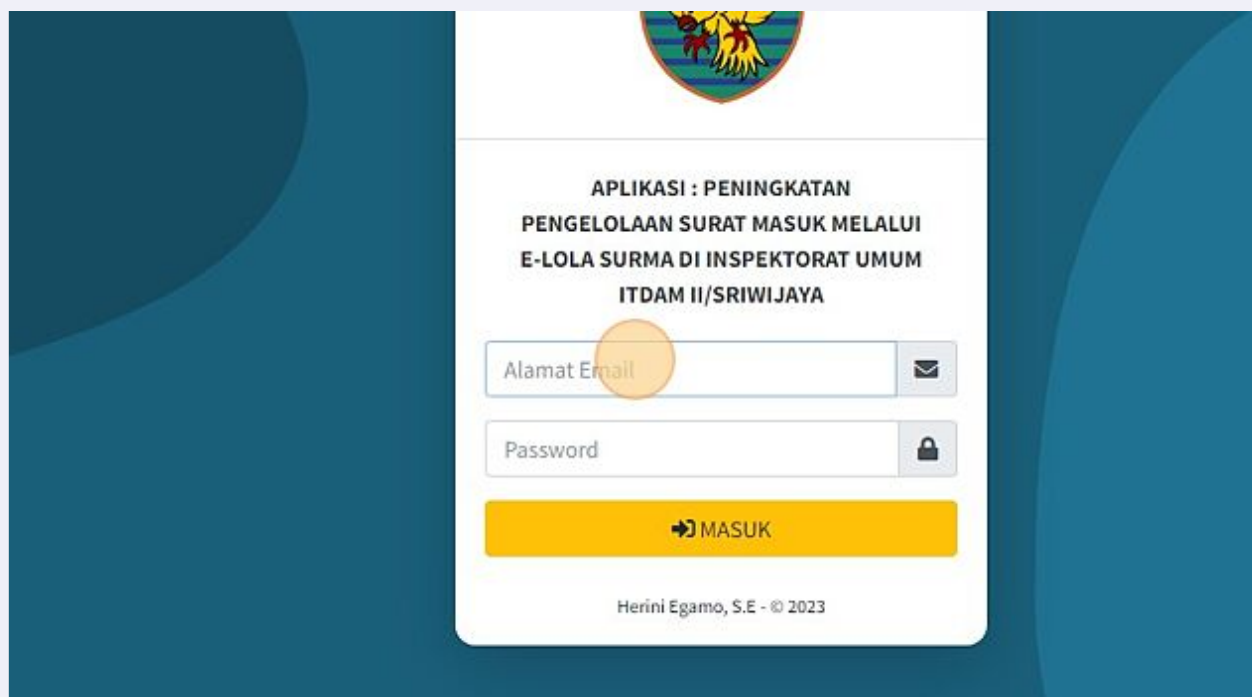 APLIKASI : PENINGKATAN
PENGELOLAAN SURAT MASUK MELALUI
E-LOLA SURMA DI INSPEKTORAT UMUM
ITDAM II/SRIWIJAYA
Alamat Email
Password
MASUK
Herini Egamo, S.E - © 2023